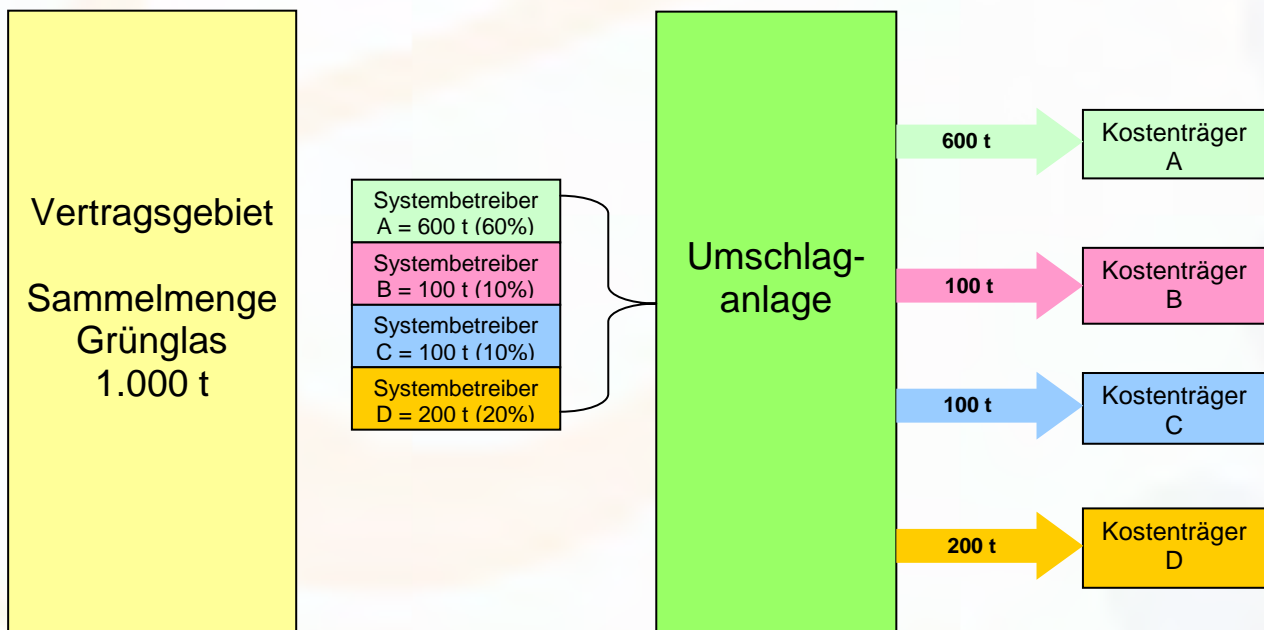 Vertragsgebiet
Sammelmenge
Grünglas
1.000 t
Systembetreiber
A = 600 t (60%)
Systembetreiber
B = 100 t (10%)
Systembetreiber
C = 100 t (10%)
Systembetreiber
D = 200 t (20%)
Umschlag-
anlage
600 t
Kostenträger
A
100 t
Kostenträger
B
100 t
Kostenträger
C
200 t
Kostenträger
D